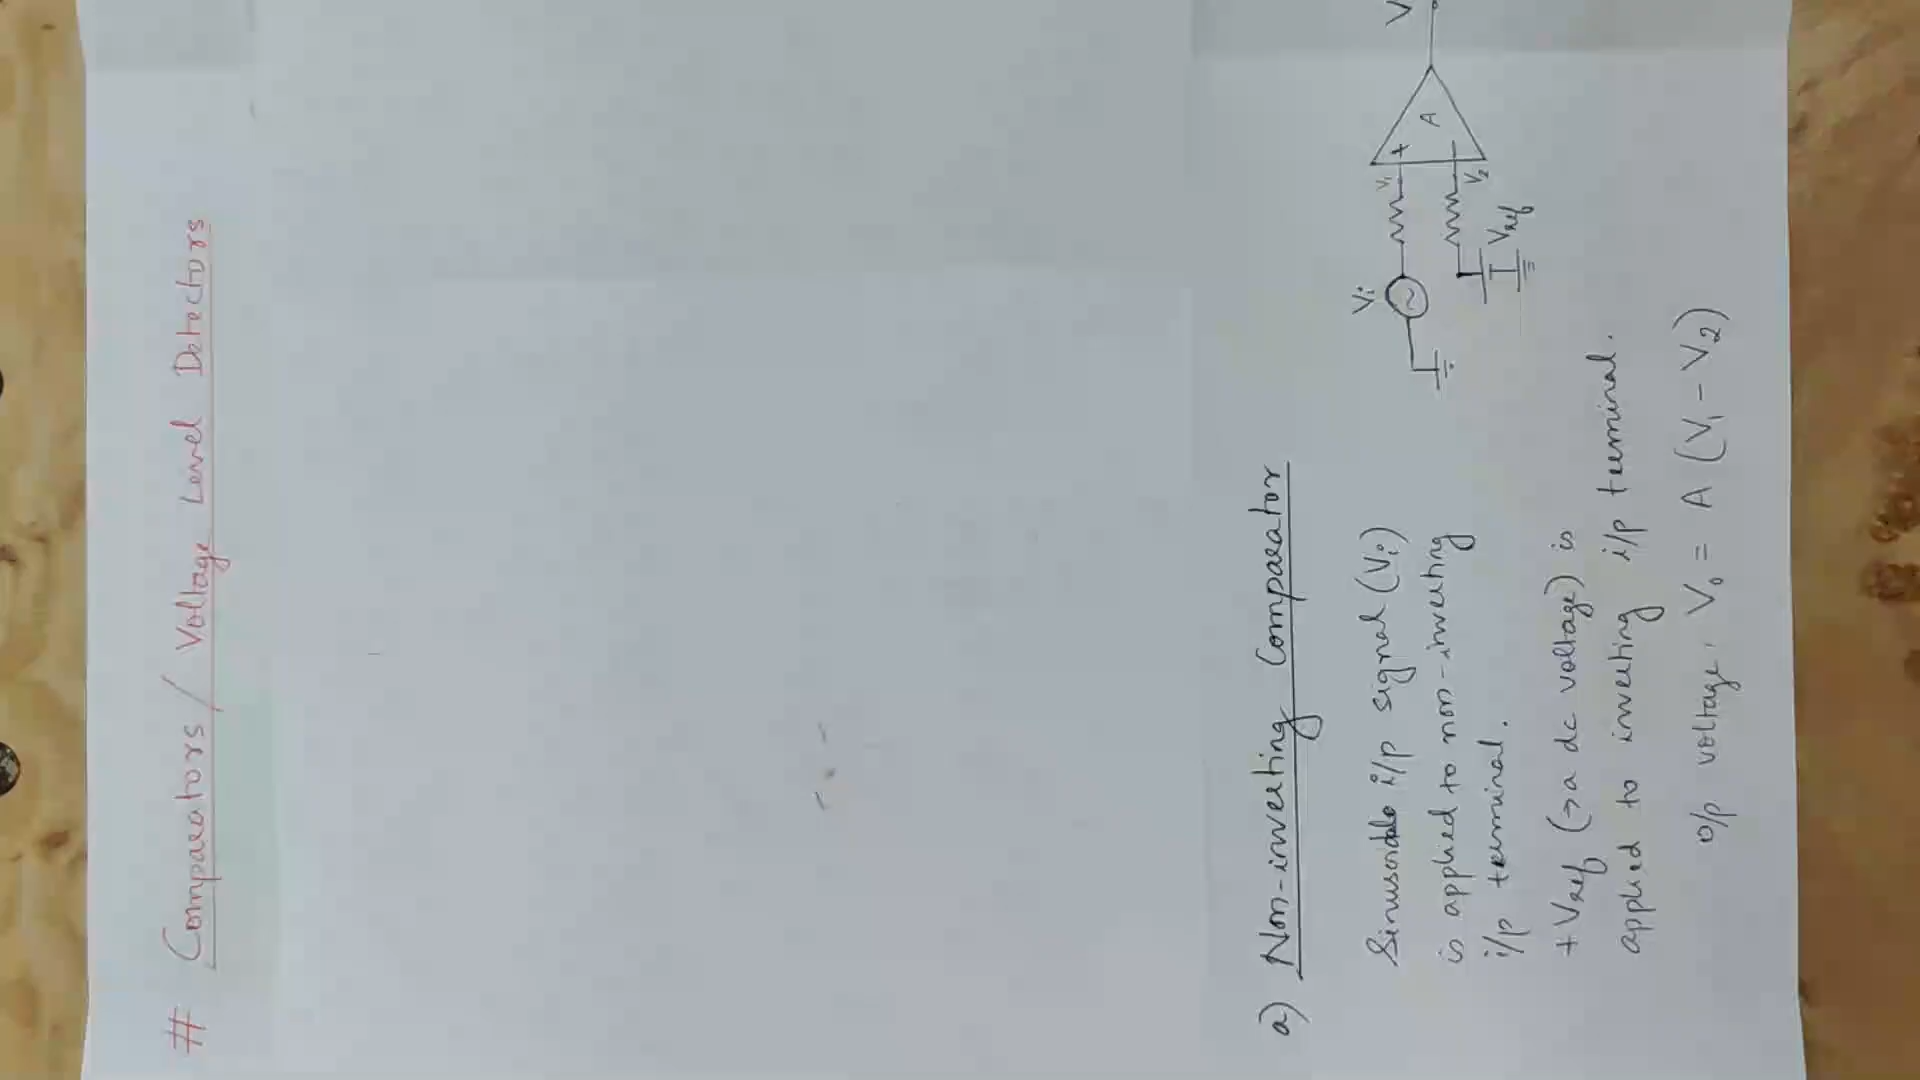 # Comparators / Voltage Level Detectors
a) Non-inverting Comparator
Sinusoidal i/p signal (Vi)
is applied to non-inverting
i/p terminal.
+Vref (→a dc voltage) is
applied to inverting i/p terminal.
o/p voltage, Vo = A (V1 - V2)
Vi
V1
+
A
V
-
V2
Vref